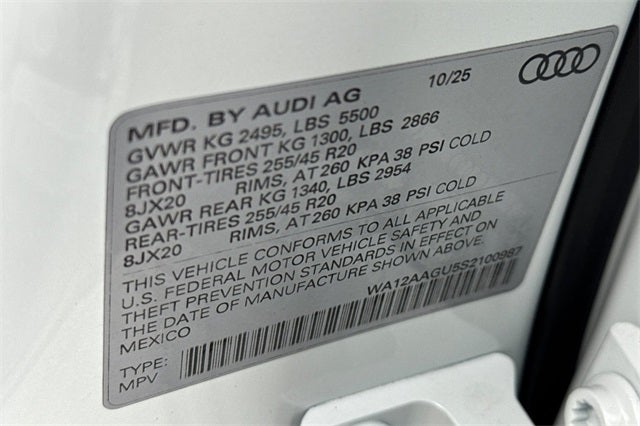 MFD. BY AUDI AG 10/25
GVWR KG 2495, LBS 5500
GAWR FRONT KG 1300, LBS 2866
FRONT-TIRES 255/45 R20
8JX20 RIMS, AT 260 KPA 38 PSI COLD
GAWR REAR KG 1340, LBS 2954
REAR-TIRES 255/45 R20
8JX20 RIMS, AT 260 KPA 38 PSI COLD
THIS VEHICLE CONFORMS TO ALL APPLICABLE
U.S. FEDERAL MOTOR VEHICLE SAFETY AND
THEFT PREVENTION STANDARDS IN EFFECT ON
THE DATE OF MANUFACTURE SHOWN ABOVE.
MEXICO WA12AAGU5S2100987
TYPE:
MPV